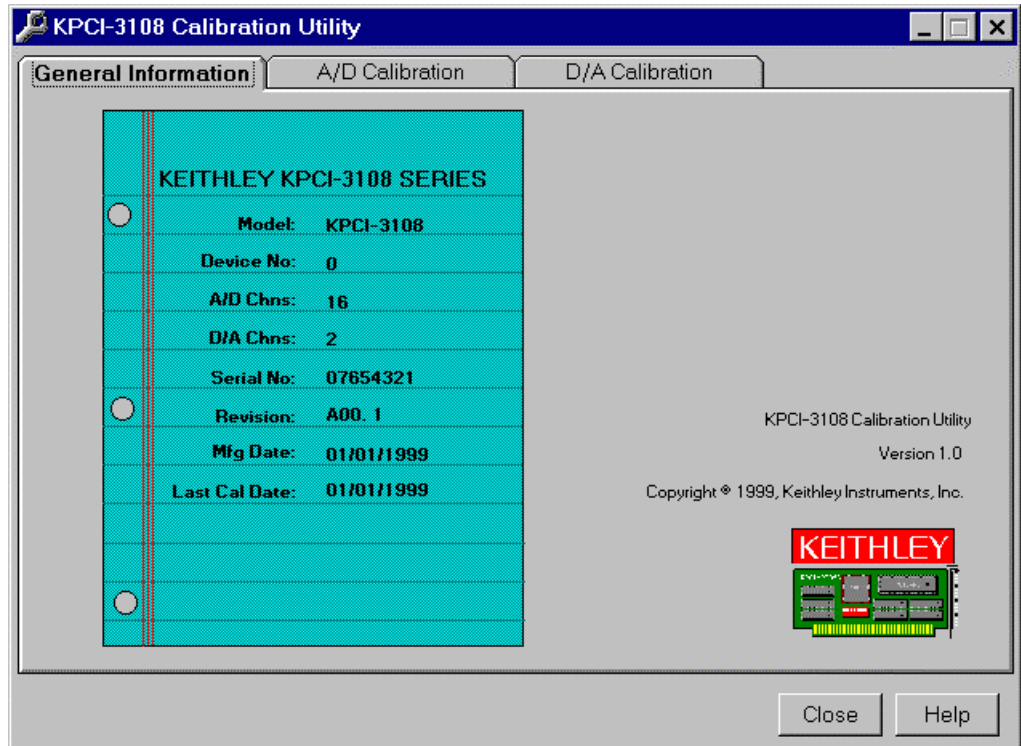 KPCI-3108 Calibration Utility
General Information
A/D Calibration
D/A Calibration
KEITHLEY KPCI-3108 SERIES
Model: KPCI-3108
Device No: 0
A/D Chns: 16
D/A Chns: 2
Serial No: 07654321
Revision: A00. 1
Mfg Date: 01/01/1999
Last Cal Date: 01/01/1999
KPCI-3108 Calibration Utility
Version 1.0
Copyright ® 1999, Keithley Instruments, Inc.
KEITHLEY
Close
Help